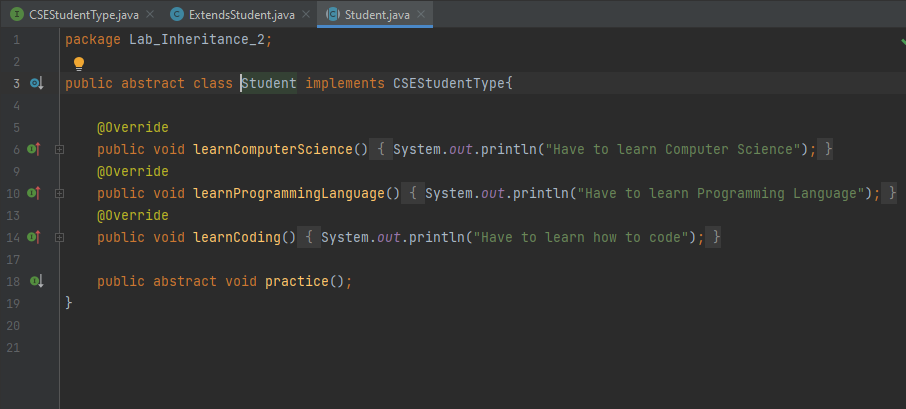 CSEStudentType.java × ExtendsStudent.java × Student.java ×
1 package Lab_Inheritance_2;
2
3 public abstract class Student implements CSEStudentType{
4
5 @Override
6 public void learnComputerScience() { System.out.println("Have to learn Computer Science"); }
9 @Override
10 public void learnProgrammingLanguage() { System.out.println("Have to learn Programming Language"); }
13 @Override
14 public void learnCoding() { System.out.println("Have to learn how to code"); }
17
18 public abstract void practice();
19 }
20
21